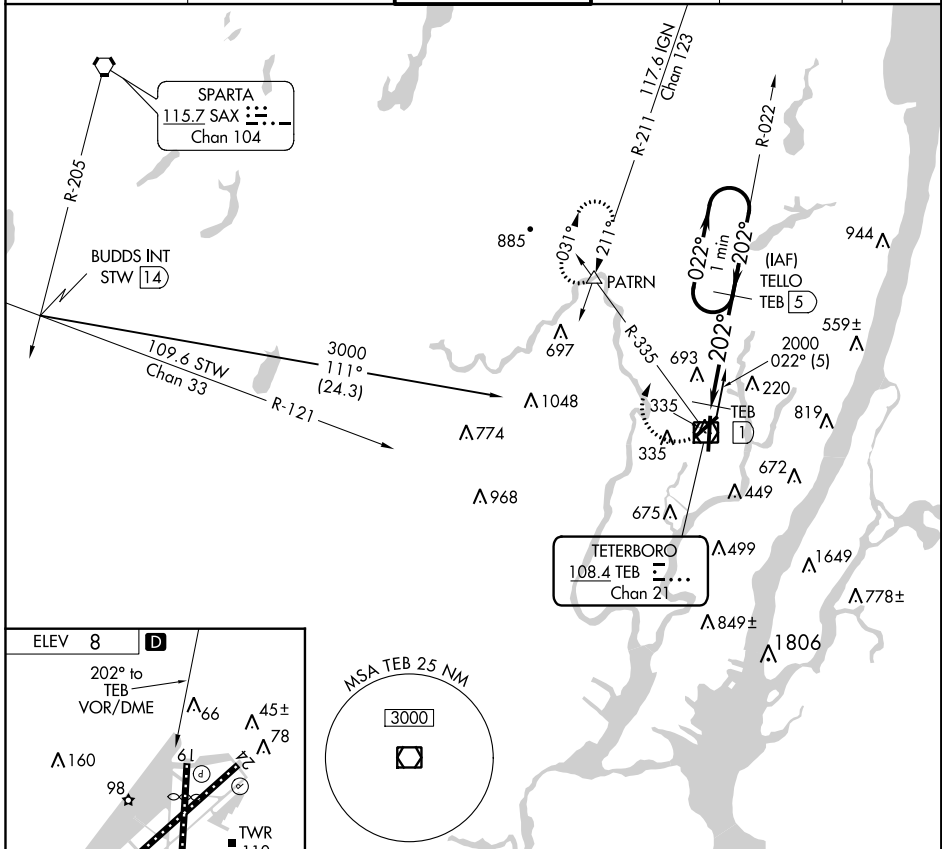 SPARTA
115.7 SAX
Chan 104
R-205
BUDDS INT
STW 14
109.6 STW
Chan 33
R-121
3000
111°
(24.3)
117.6 IGN
Chan 123
R-211
R-022
885
031°
211°
PATRN
022°
1 min
202°
(IAF)
TELLO
TEB 5
944
559±
697
R-335
202°
2000
022° (5)
693
220
1048
335
TEB
1
819
774
335
672
968
449
675
499
TETERBORO
108.4 TEB
Chan 21
1649
778±
849±
1806
ELEV 8 D
202° to
TEB
VOR/DME
66
45±
78
160
19
24
P
P
98
TWR
MSA TEB 25 NM
3000